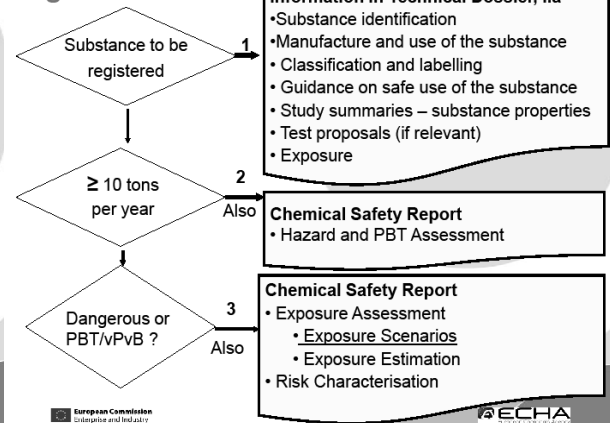 Information in Technical Dossier, IIa
Substance to be
registered
1
•Substance identification
•Manufacture and use of the substance
• Classification and labelling
• Guidance on safe use of the substance
• Study summaries – substance properties
• Test proposals (if relevant)
• Exposure
≥ 10 tons
per year
2
Also
Chemical Safety Report
• Hazard and PBT Assessment
Dangerous or
PBT/vPvB ?
3
Also
Chemical Safety Report
• Exposure Assessment
• Exposure Scenarios
• Exposure Estimation
• Risk Characterisation
European Commission
Enterprise and Industry
ECHA